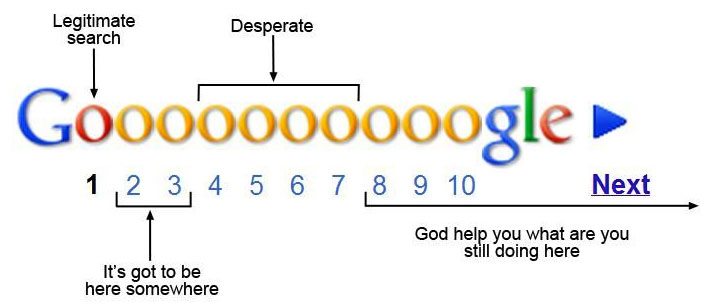 Legitimate
search
Desperate
Goooooooooogle
1 2 3 4 5 6 7 8 9 10 Next
It's got to be
here somewhere
God help you what are you
still doing here